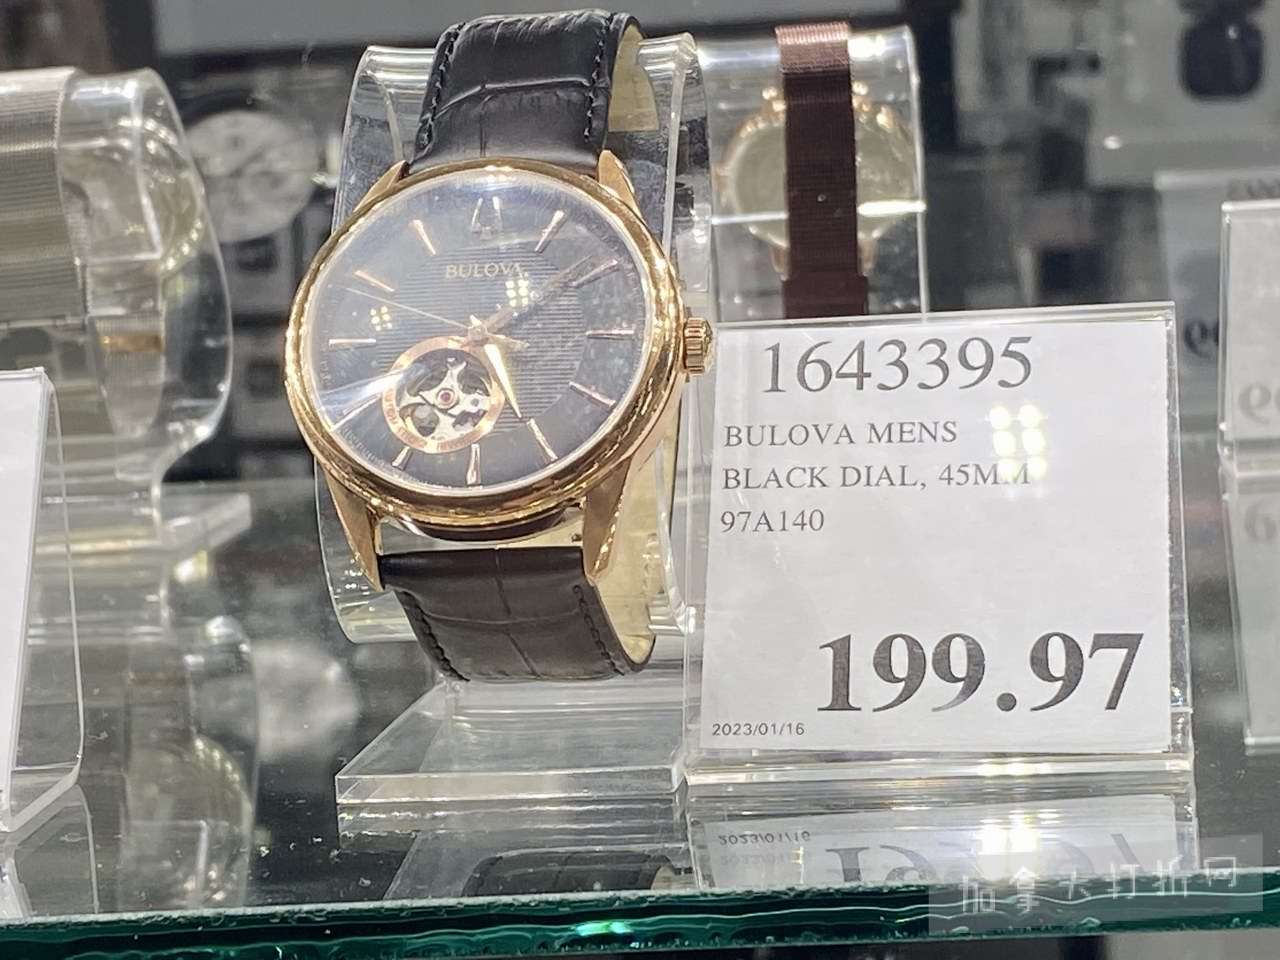 BULOVA
1643395
BULOVA MENS
BLACK DIAL, 45MM
97A140
199.97
2023/01/16
加拿大打折网